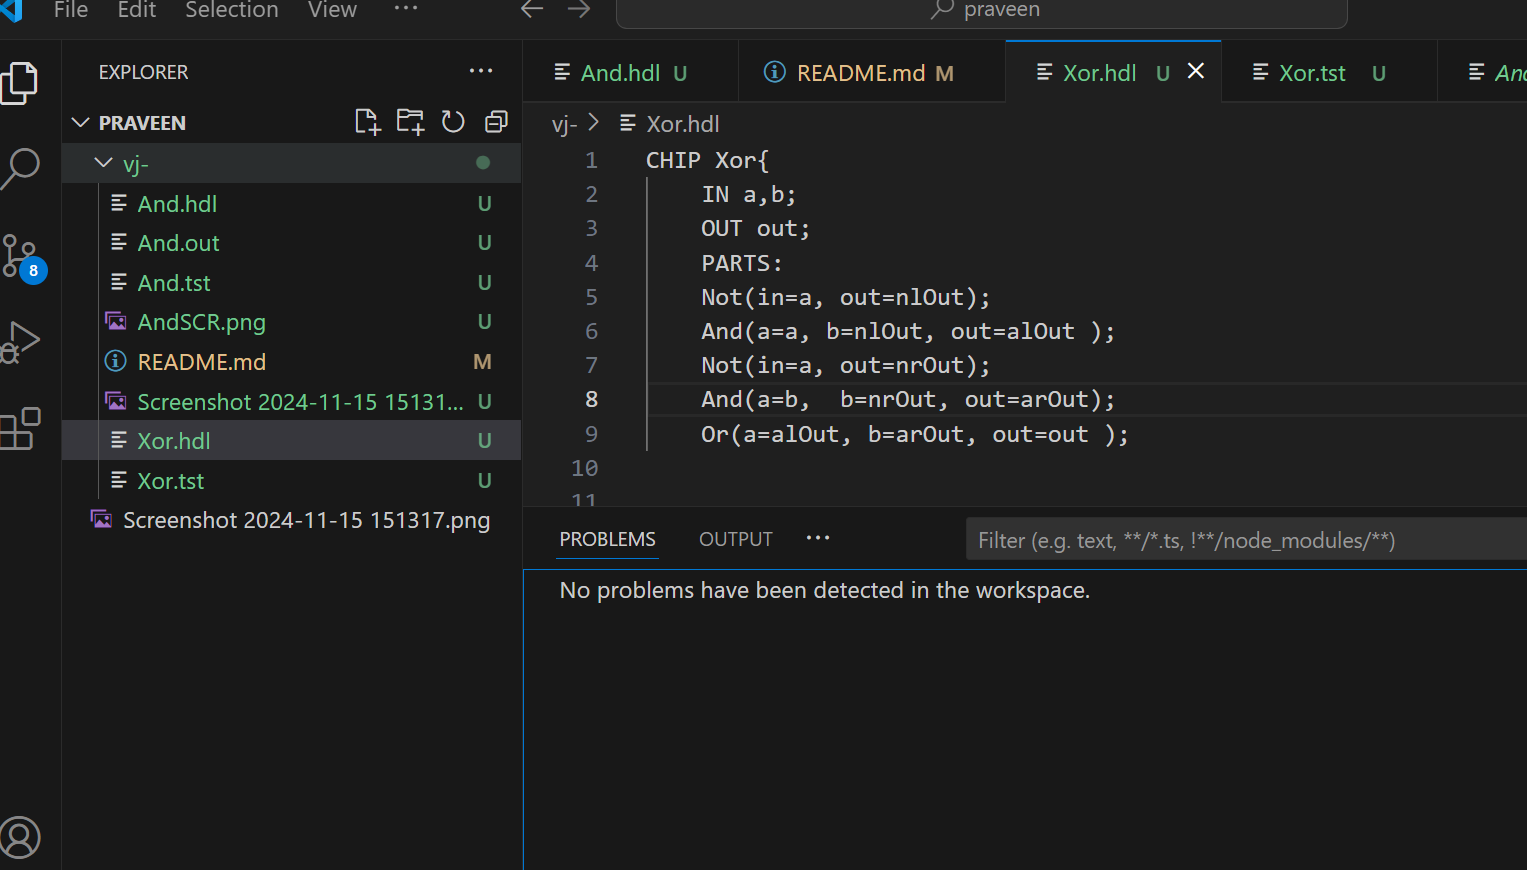 File Edit Selection View ··· praveen
EXPLORER
PRAVEEN
vj-
And.hdl U
And.out U
And.tst U
AndSCR.png U
README.md M
Screenshot 2024-11-15 15131... U
Xor.hdl U
Xor.tst U
Screenshot 2024-11-15 151317.png
8
And.hdl U README.md M Xor.hdl U Xor.tst U
vj- > Xor.hdl
1 CHIP Xor{
2 IN a,b;
3 OUT out;
4 PARTS:
5 Not(in=a, out=nlOut);
6 And(a=a, b=nlOut, out=alOut );
7 Not(in=a, out=nrOut);
8 And(a=b,  b=nrOut, out=arOut);
9 Or(a=alOut, b=arOut, out=out );
10
11
PROBLEMS OUTPUT ··· Filter (e.g. text, **/*.ts, !**/node_modules/**)
No problems have been detected in the workspace.